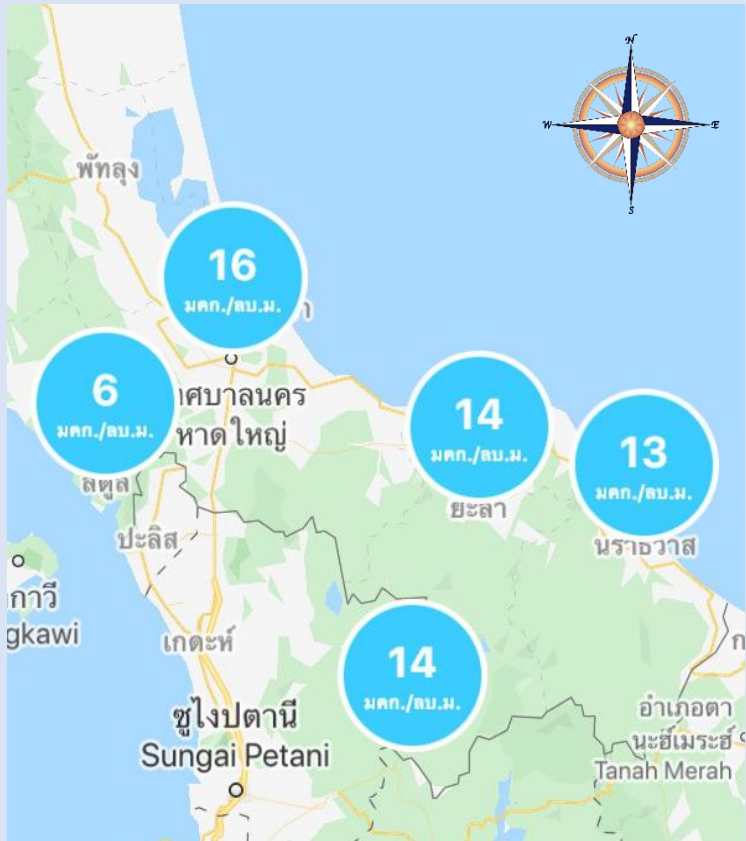 N
W
E
S
พัทลุง
16
มคก./ลบ.ม.
6
มคก./ลบ.ม.
ศบาลนคร
หาดใหญ่
14
มคก./ลบ.ม.
13
มคก./ลบ.ม.
สตูล
ยะลา
ปะลิส
นราธิวาส
กาวี
gkawi
เกดะห์
14
มคก./ลบ.ม.
ซูไงปตานี
Sungai Petani
อำเภอตา
นะฮ์เมระฮ์
Tanah Merah